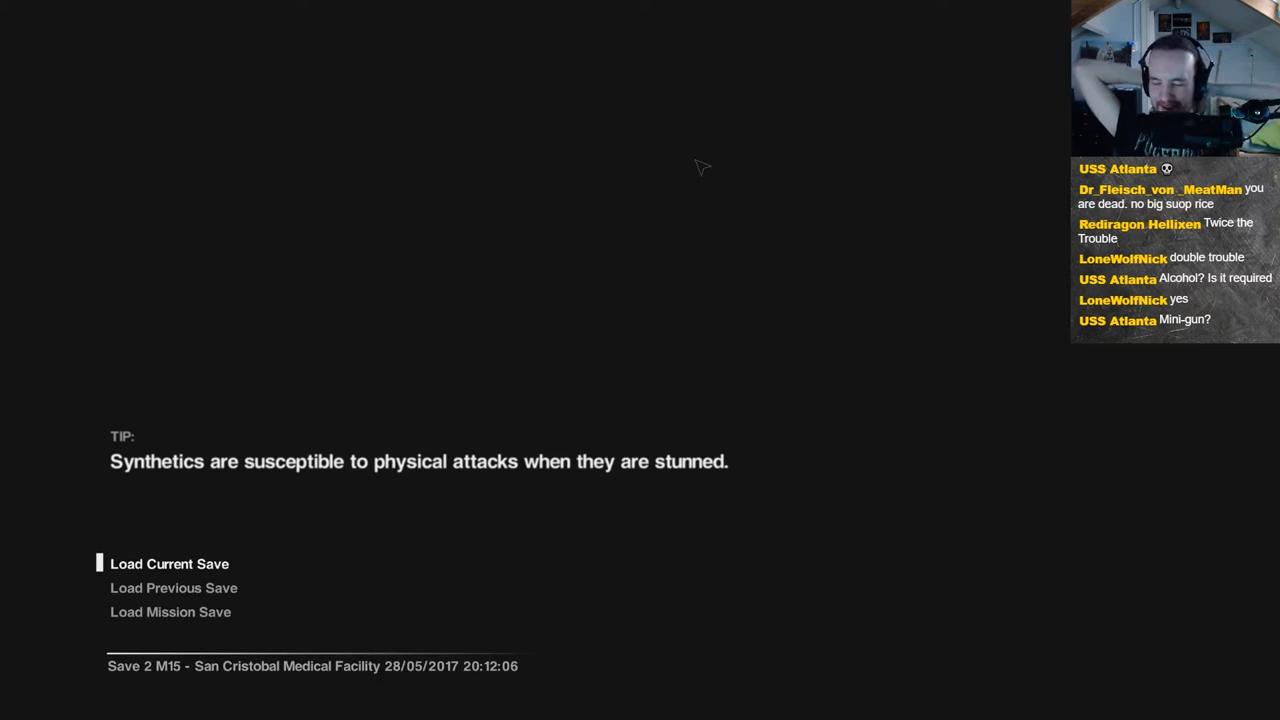 USS Atlanta 💀
Dr_Fleisch_von _MeatMan you
are dead. no big suop rice
Rediragon Hellixen Twice the
Trouble
LoneWolfNick double trouble
USS Atlanta Alcohol? Is it required
LoneWolfNick yes
USS Atlanta Mini-gun?
TIP:
Synthetics are susceptible to physical attacks when they are stunned.
Load Current Save
Load Previous Save
Load Mission Save
Save 2 M15 - San Cristobal Medical Facility 28/05/2017 20:12:06